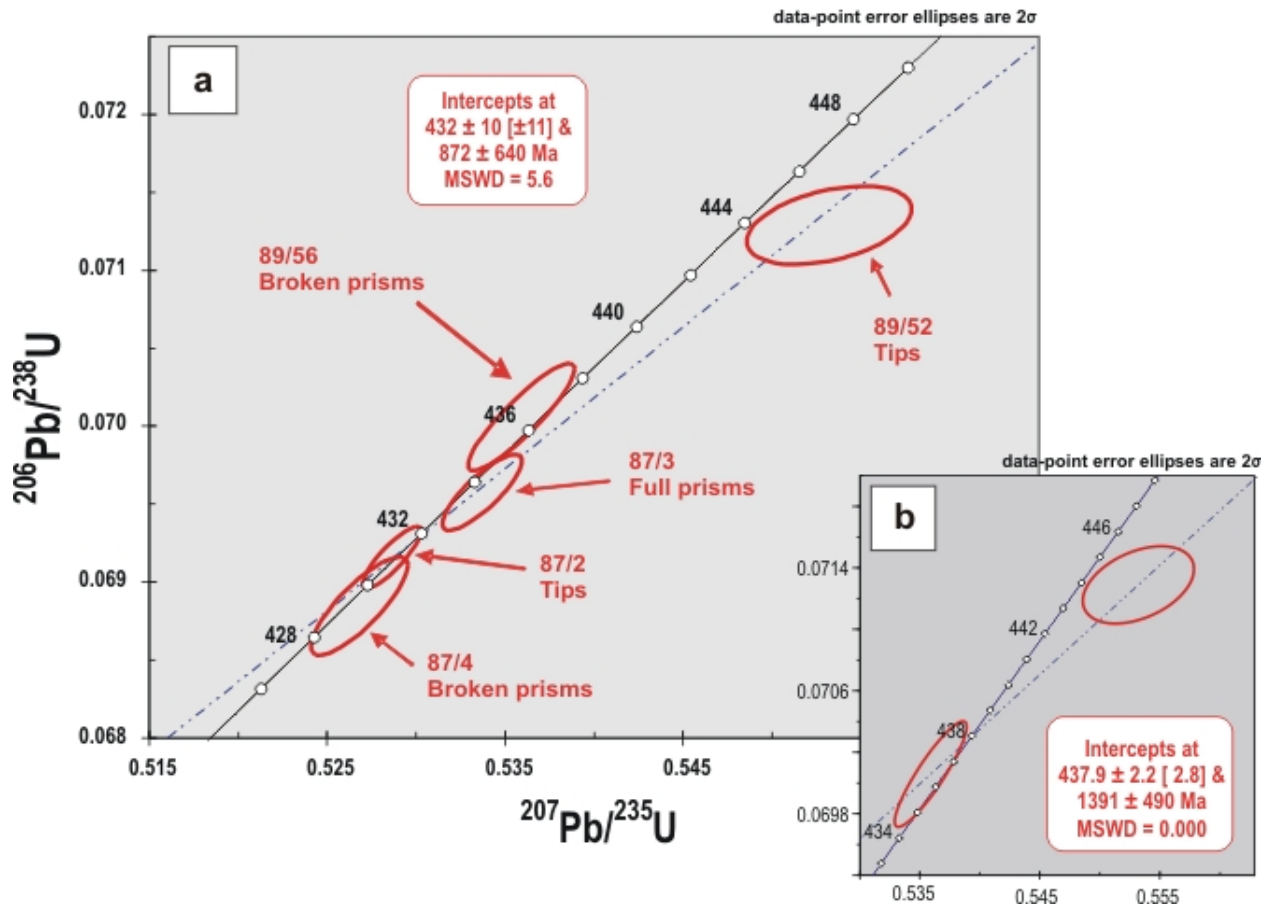 data-point error ellipses are 2σ
a
Intercepts at
432 ± 10 [±11] &
872 ± 640 Ma
MSWD = 5.6
448
444
440
436
432
428
89/56
Broken prisms
89/52
Tips
87/3
Full prisms
87/2
Tips
87/4
Broken prisms
0.072
0.071
0.070
0.069
0.068
206Pb/238U
0.515
0.525
0.535
0.545
207Pb/235U
data-point error ellipses are 2σ
b
446
442
438
434
0.0714
0.0706
0.0698
Intercepts at
437.9 ± 2.2 [ 2.8] &
1391 ± 490 Ma
MSWD = 0.000
0.535
0.545
0.555